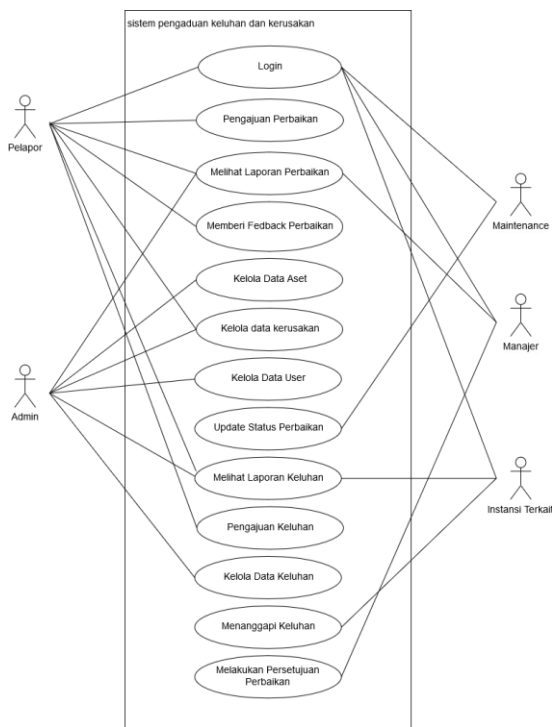 sistem pengaduan keluhan dan kerusakan
Login
Pengajuan Perbaikan
Pelapor
Melihat Laporan Perbaikan
Maintenance
Memberi Fedback Perbaikan
Kelola Data Aset
Kelola data kerusakan
Manajer
Kelola Data User
Admin
Update Status Perbaikan
Melihat Laporan Keluhan
Instansi Terkait
Pengajuan Keluhan
Kelola Data Keluhan
Menanggapi Keluhan
Melakukan Persetujuan
Perbaikan